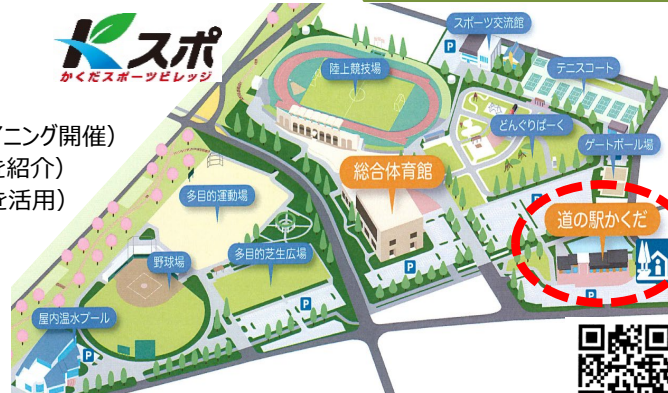 Kスポ
かくだスポーツビレッジ
イニング開催）
を紹介）
を活用）
スポーツ交流館
P
陸上競技場
テニスコート
どんぐりぱーく
ゲートボール場
総合体育館
P
多目的運動場
道の駅かくだ
野球場
多目的芝生広場
P
P
P
屋内温水プール
P